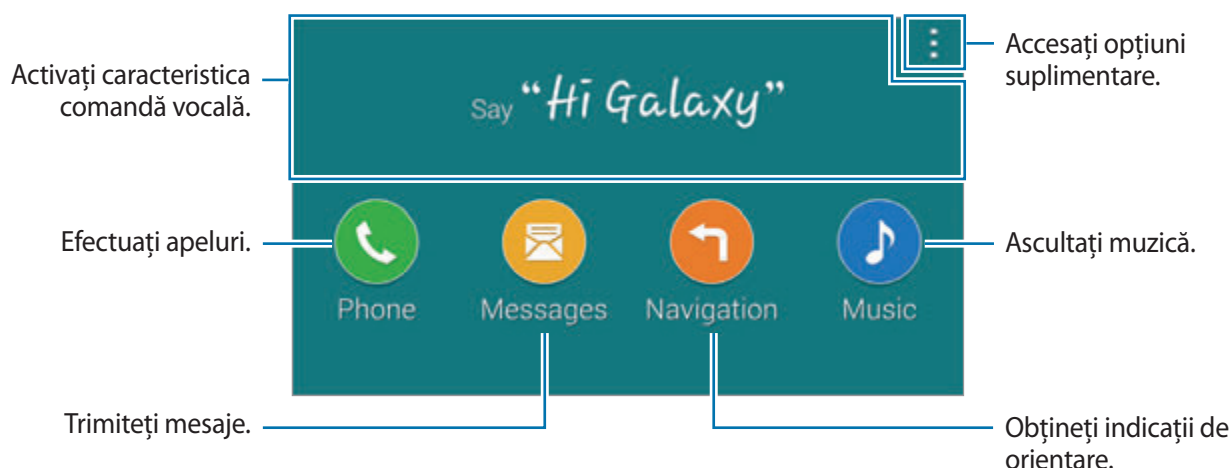 Activați caracteristica
comandă vocală.
Say “Hi Galaxy”
Accesați opțiuni
suplimentare.
Efectuați apeluri.
Ascultați muzică.
Phone
Messages
Navigation
Music
Trimiteți mesaje.
Obțineți indicații de
orientare.